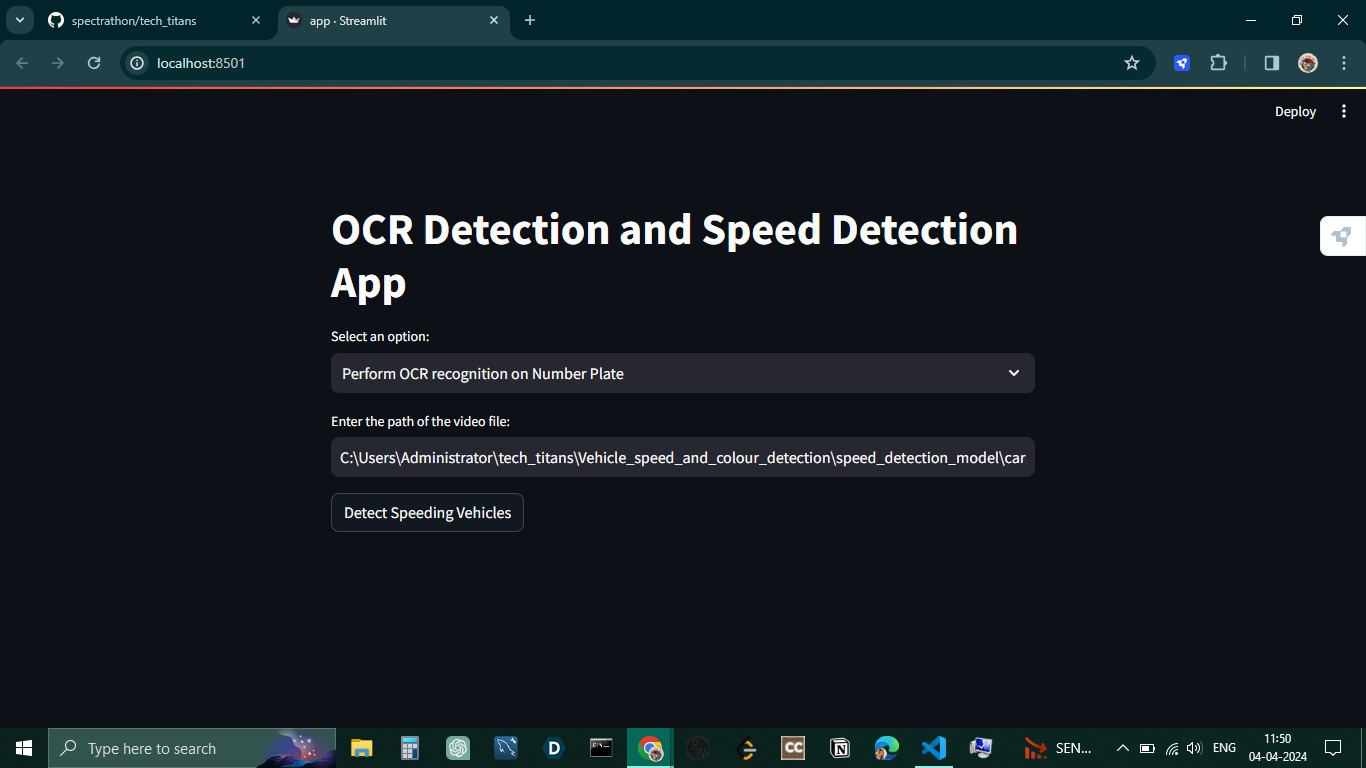 spectrathon/tech_titans
app · Streamlit
localhost:8501
Deploy
OCR Detection and Speed Detection
App
Select an option:
Perform OCR recognition on Number Plate
Enter the path of the video file:
C:\Users\Administrator\tech_titans\Vehicle_speed_and_colour_detection\speed_detection_model\car
Detect Speeding Vehicles
Type here to search
D
CC
SEN...
ENG
11:50
04-04-2024